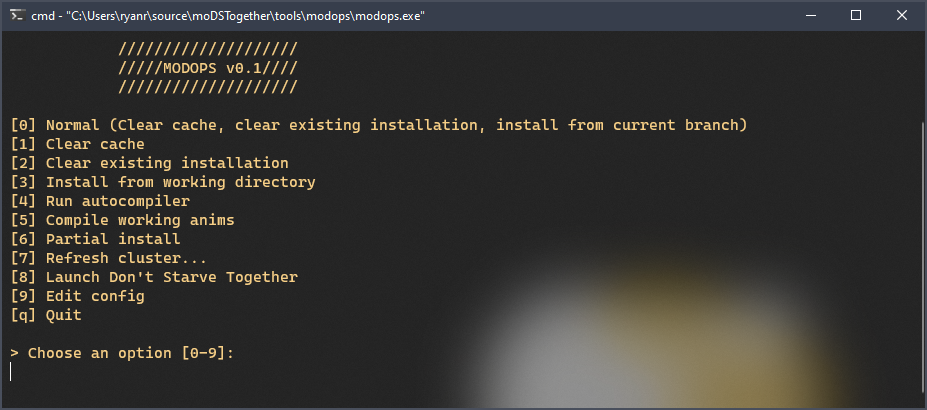 cmd - "C:\Users\ryanr\source\moDSTogether\tools\modops\modops.exe"
////////////////////
/////MODOPS v0.1////
////////////////////
[0] Normal (Clear cache, clear existing installation, install from current branch)
[1] Clear cache
[2] Clear existing installation
[3] Install from working directory
[4] Run autocompiler
[5] Compile working anims
[6] Partial install
[7] Refresh cluster...
[8] Launch Don't Starve Together
[9] Edit config
[q] Quit
> Choose an option [0-9]: